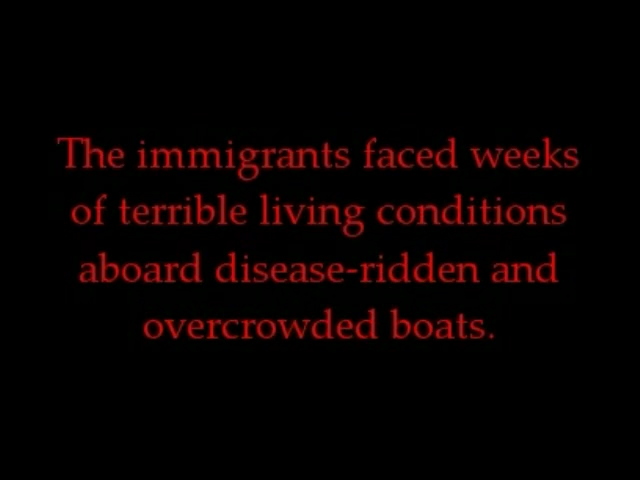 The immigrants faced weeks
of terrible living conditions
aboard disease-ridden and
overcrowded boats.